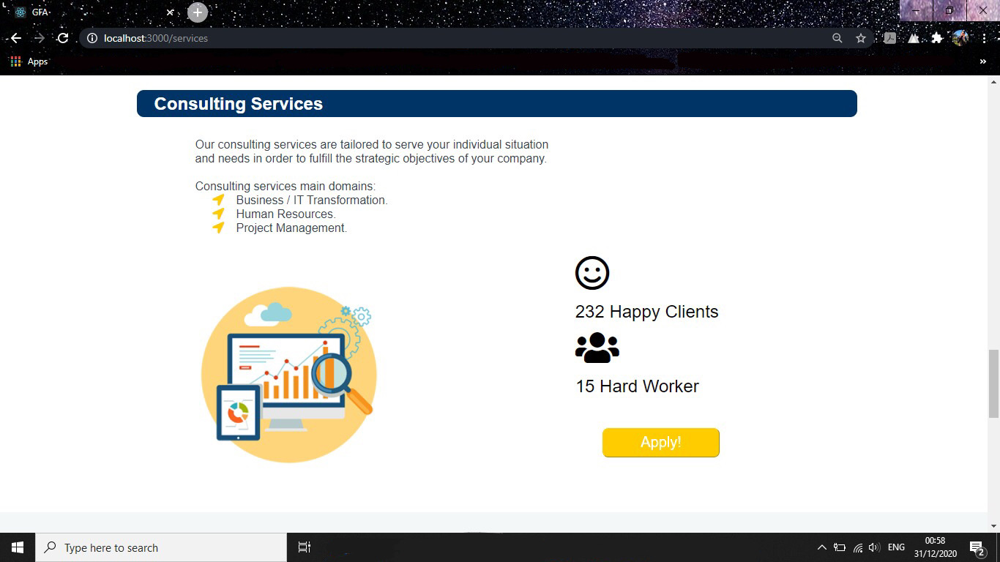 GFA
localhost:3000/services
Apps
Consulting Services
Our consulting services are tailored to serve your individual situation
and needs in order to fulfill the strategic objectives of your company.
Consulting services main domains:
Business / IT Transformation.
Human Resources.
Project Management.
232 Happy Clients
15 Hard Worker
Apply!
Type here to search
ENG
00:58
31/12/2020
2